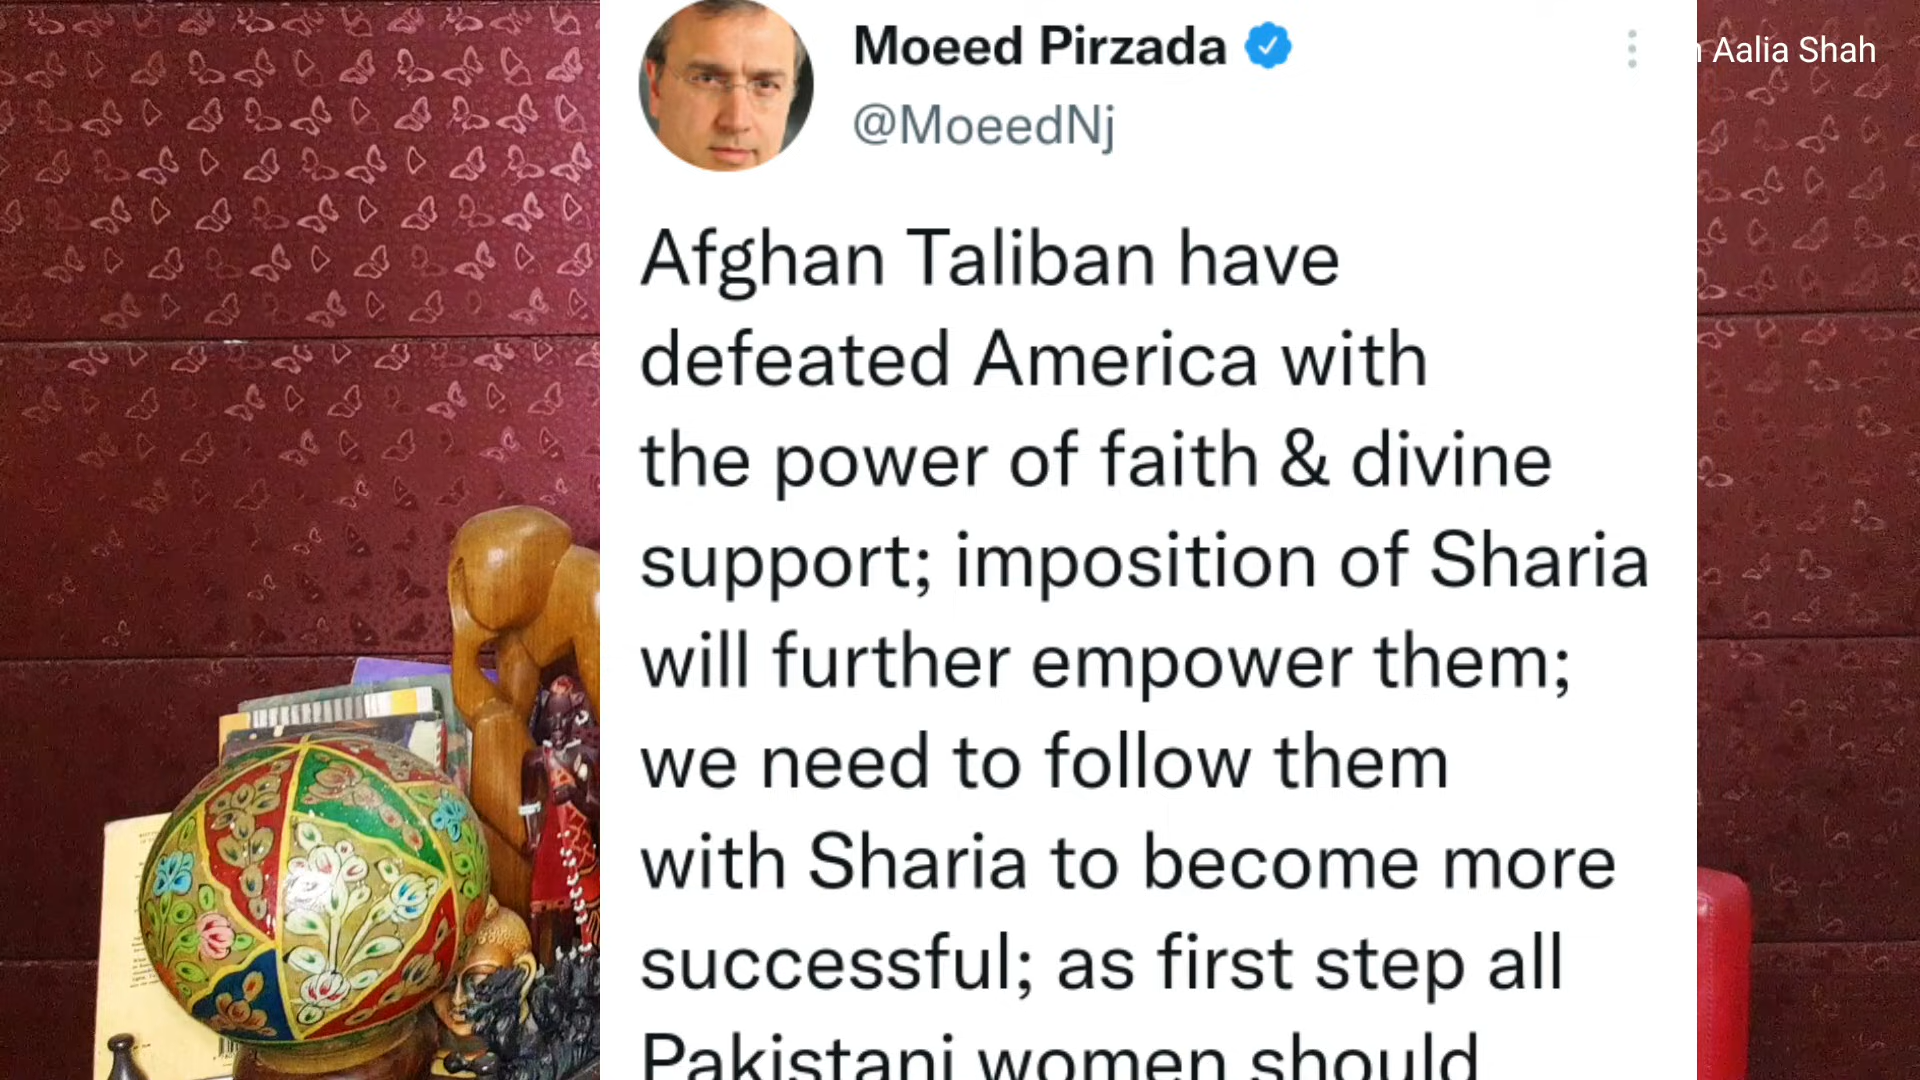 Moeed Pirzada
@MoeedNj
Aalia Shah
Afghan Taliban have
defeated America with
the power of faith & divine
support; imposition of Sharia
will further empower them;
we need to follow them
with Sharia to become more
successful; as first step all
Pakistani women should